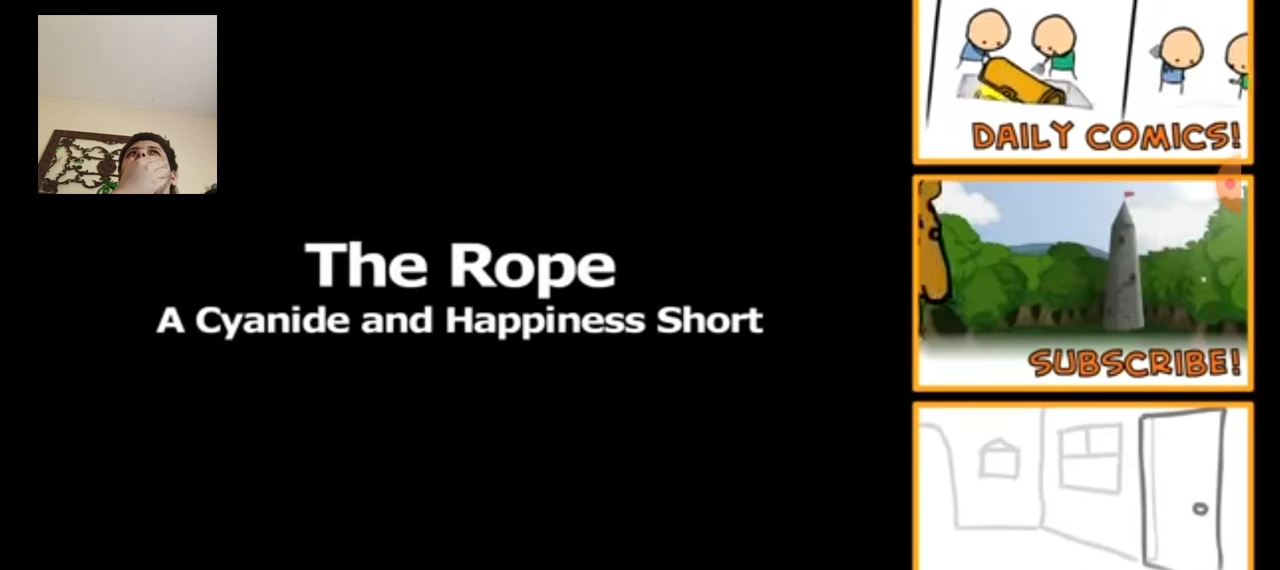 The Rope
A Cyanide and Happiness Short
DAILY COMICS!
SUBSCRIBE!